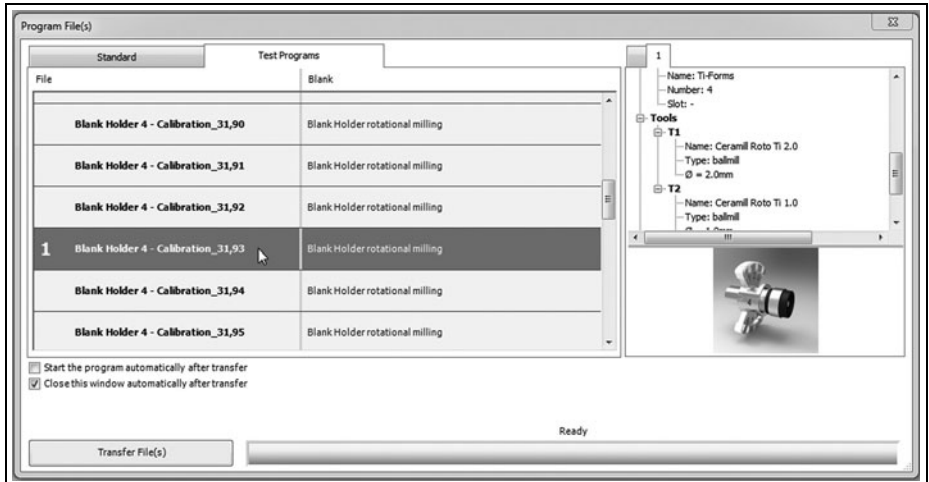 Program File(s)
Standard
Test Programs
File
Blank
Blank Holder 4 - Calibration_31,90
Blank Holder rotational milling
Blank Holder 4 - Calibration_31,91
Blank Holder rotational milling
Blank Holder 4 - Calibration_31,92
Blank Holder rotational milling
1
Blank Holder 4 - Calibration_31,93
Blank Holder rotational milling
Blank Holder 4 - Calibration_31,94
Blank Holder rotational milling
Blank Holder 4 - Calibration_31,95
Blank Holder rotational milling
1
Name: Ti-Forms
Number: 4
Slot: -
Tools
T1
Name: Ceramill Roto Ti 2.0
Type: ballmill
Ø = 2.0mm
T2
Name: Ceramill Roto Ti 1.0
Type: ballmill
Start the program automatically after transfer
Close this window automatically after transfer
Ready
Transfer File(s)